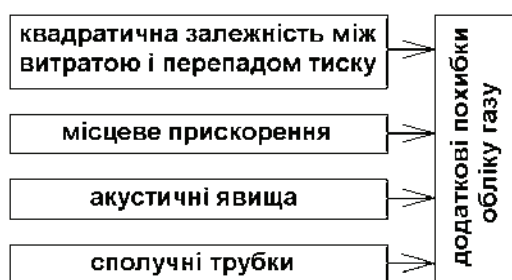 квадратична залежність між
витратою і перепадом тиску
місцеве прискорення
акустичні явища
сполучні трубки
додаткові похибки
обліку газу